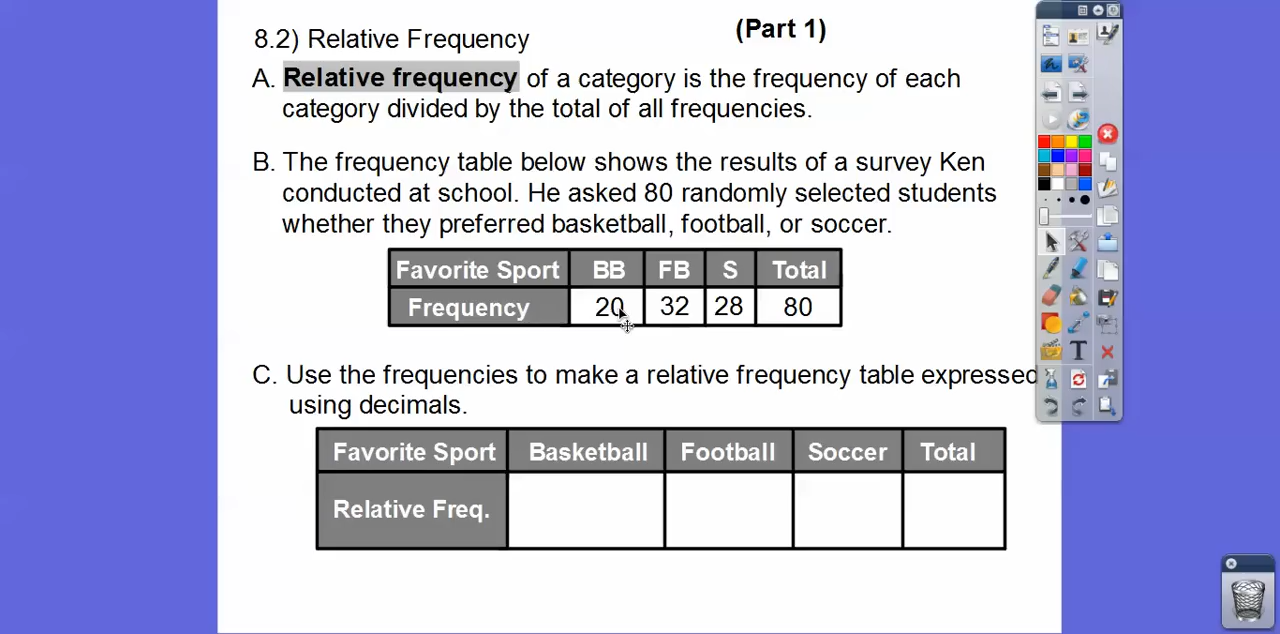 (Part 1)
8.2) Relative Frequency
A. Relative frequency of a category is the frequency of each
category divided by the total of all frequencies.
B. The frequency table below shows the results of a survey Ken
conducted at school. He asked 80 randomly selected students
whether they preferred basketball, football, or soccer.
Favorite Sport BB FB S Total
Frequency 20 32 28 80
C. Use the frequencies to make a relative frequency table expressed
using decimals.
Favorite Sport Basketball Football Soccer Total
Relative Freq.